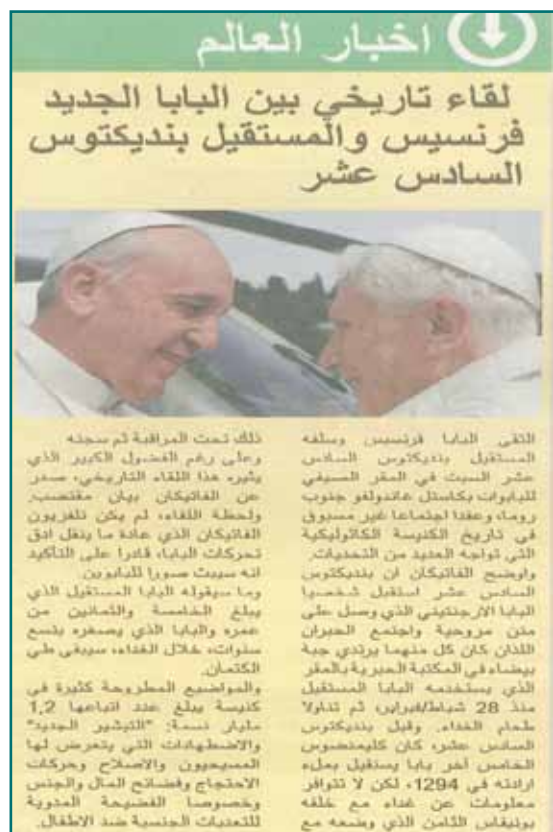 اخبار العالم
لقاء تاريخي بين البابا الجديد
فرنسيس والمستقيل بنديكتوس
السادس عشر
التقى البابا فرنسيس وسلفه
المستقيل بنديكتوس السادس
عشر السبت في المقر الصيفي
للبابوات بكاستل غاندولفو جنوب
روما، وعقدا اجتماعا غير مسبوق
في تاريخ الكنيسة الكاثوليكية
التي تواجه العديد من التحديات.
واوضح الفاتيكان ان بنديكتوس
السادس عشر استقبل شخصيا
البابا الارجنتيني الذي وصل على
متن مروحية واجتمع الحبران
اللذان كان كل منهما يرتدي جبة
بيضاء في المكتبة الحبرية بالمقر
الذي يستخدمه البابا المستقيل
منذ 28 شباط/فبراير، ثم تناولا
طعام الغداء. وقبل بنديكتوس
السادس عشر، كان كليمنضوس
الخامس آخر بابا يستقيل بملء
ارادته في 1294، لكن لا تتوافر
معلومات عن غداء مع خلفه
بونيفاس الثامن الذي وضعه مع
ذلك تحت المراقبة ثم سجنه
وعلى رغم الفضول الكبير الذي
يثيره هذا اللقاء التاريخي، صدر
عن الفاتيكان بيان مقتضب.
ولحظة اللقاء، لم يكن تلفزيون
الفاتيكان الذي عادة ما ينقل ادق
تحركات البابا، قادرا على التأكيد
انه سيبث صورا للبابوين.
وما سيقوله البابا المستقيل الذي
يبلغ الخامسة والثمانين من
عمره والبابا الذي يصغره بتسع
سنوات، خلال الغداء، سيبقى طي
الكتمان.
والمواضيع المطروحة كثيرة في
كنيسة يبلغ عدد اتباعها 1,2
مليار نسمة: "التبشير الجديد"
والاضطهادات التي يتعرض لها
المسيحيون والاصلاح وحركات
الاحتجاج وفضائح المال والجنس
وخصوصا الفضيحة المدوية
للتعديات الجنسية ضد الاطفال.